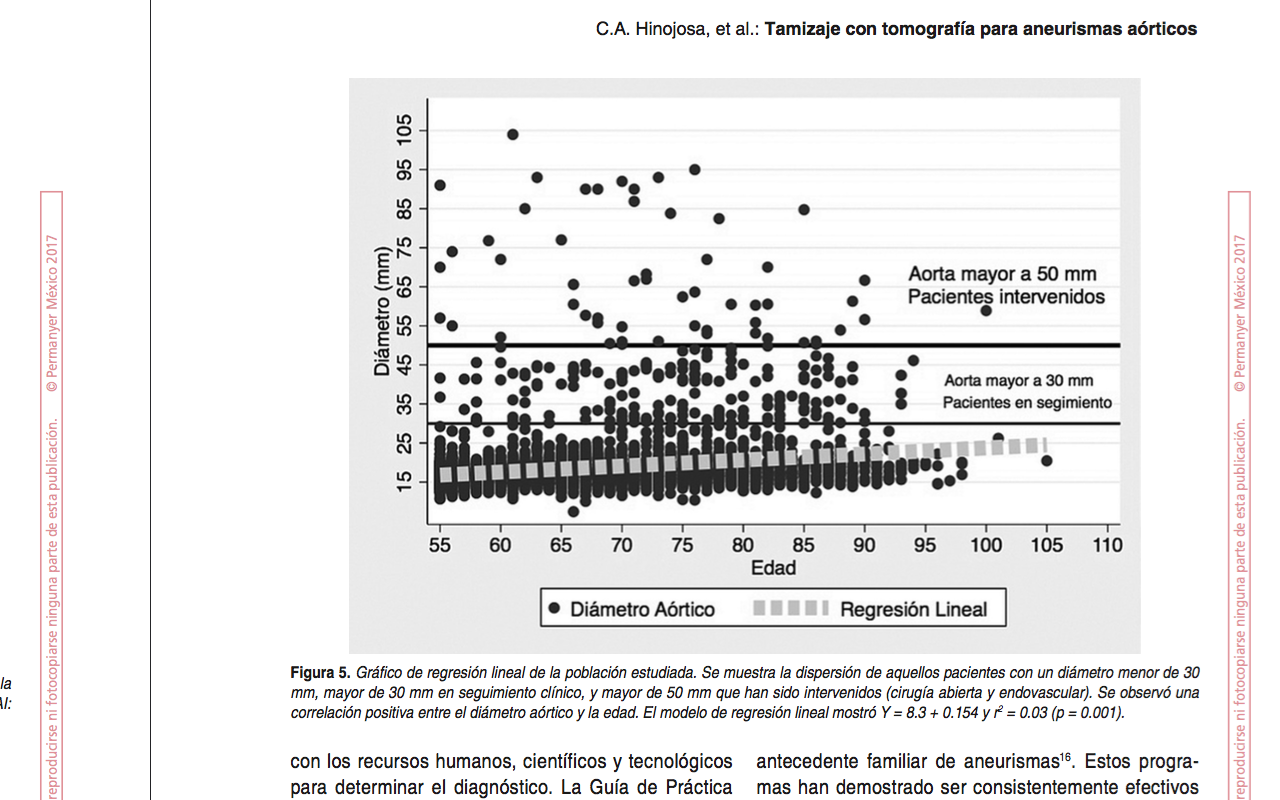 C.A. Hinojosa, et al.: Tamizaje con tomografía para aneurismas aórticos
105
95
85
75
65
55
45
35
25
15
Diámetro (mm)
Aorta mayor a 50 mm
Pacientes intervenidos
Aorta mayor a 30 mm
Pacientes en segimiento
55 60 65 70 75 80 85 90 95 100 105 110
Edad
Diámetro Aórtico Regresión Lineal
Figura 5. Gráfico de regresión lineal de la población estudiada. Se muestra la dispersión de aquellos pacientes con un diámetro menor de 30
mm, mayor de 30 mm en seguimiento clínico, y mayor de 50 mm que han sido intervenidos (cirugía abierta y endovascular). Se observó una
correlación positiva entre el diámetro aórtico y la edad. El modelo de regresión lineal mostró Y = 8.3 + 0.154 y r² = 0.03 (p = 0.001).
con los recursos humanos, científicos y tecnológicos
para determinar el diagnóstico. La Guía de Práctica
antecedente familiar de aneurismas¹⁶. Estos progra-
mas han demostrado ser consistentemente efectivos
la
AI:
reproducirse ni fotocopiarse ninguna parte de esta publicación. © Permanyer México 2017
reproducirse ni fotocopiarse ninguna parte de esta publicación. © Permanyer México 2017